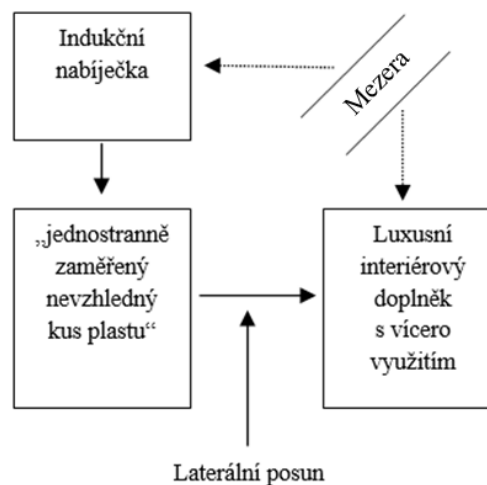 Indukční
nabíječka
Mezera
„jednostranně
zaměřený
nevzhledný
kus plastu“
Luxusní
interiérový
doplněk
s vícero
využitím
Laterální posun